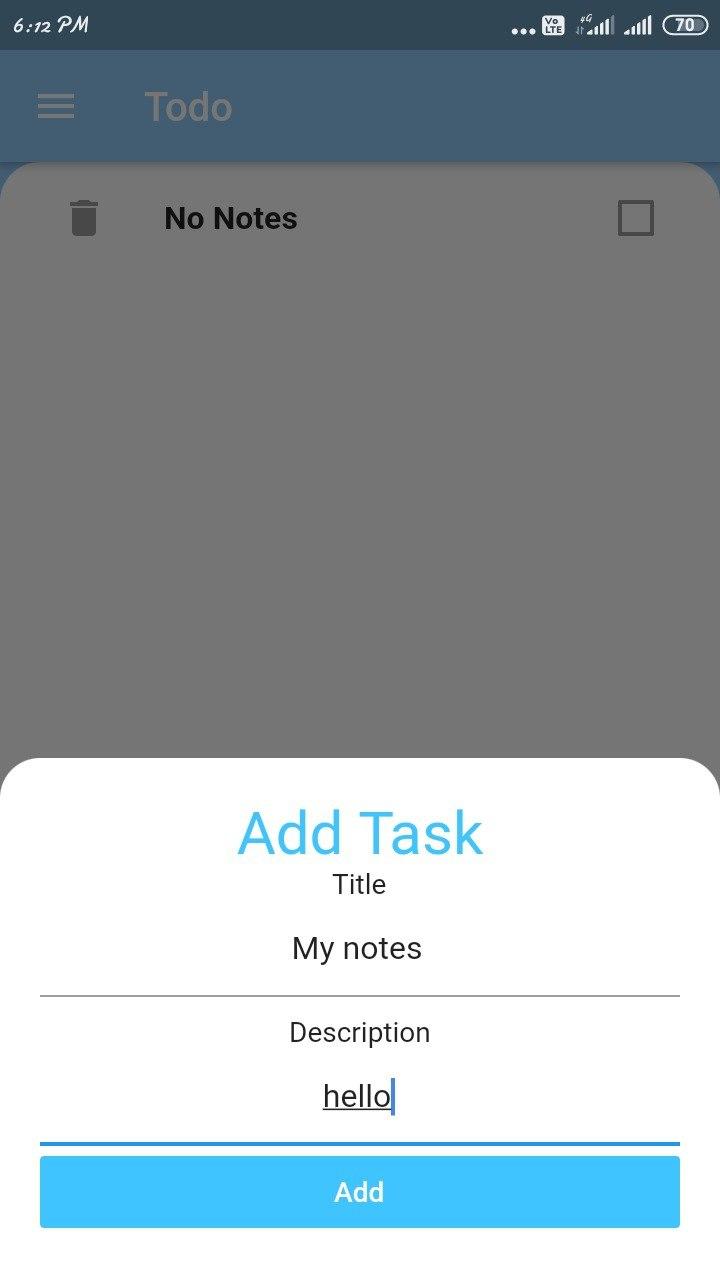 6:12 PM
Vo LTE 4G 70
Todo
No Notes
Add Task
Title
My notes
Description
hello
Add